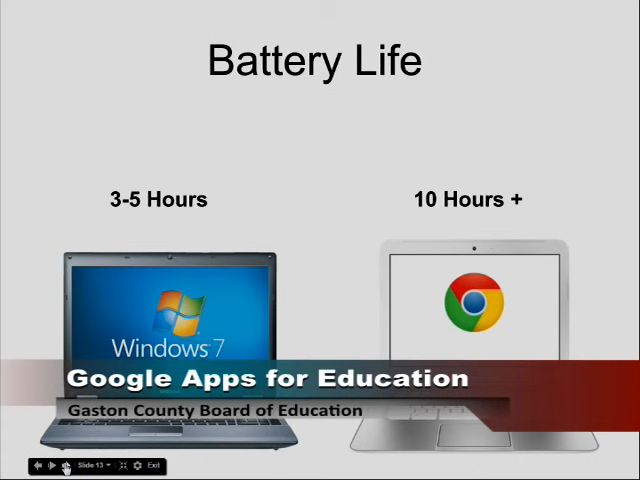 Battery Life
3-5 Hours
10 Hours +
Windows 7
Google Apps for Education
Gaston County Board of Education
Slide 13
Exit